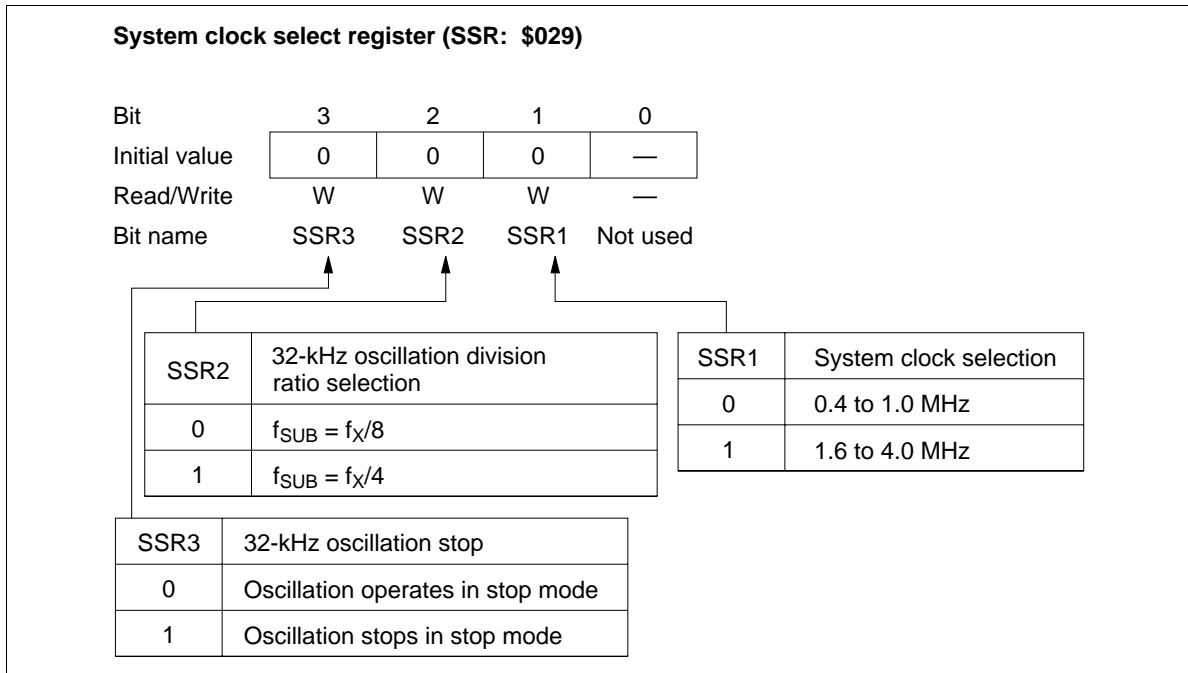 System clock select register (SSR: $029)
Bit 3 2 1 0
Initial value 0 0 0 —
Read/Write W W W —
Bit name SSR3 SSR2 SSR1 Not used
SSR2 32-kHz oscillation division ratio selection
0 fSUB = fX/8
1 fSUB = fX/4
SSR1 System clock selection
0 0.4 to 1.0 MHz
1 1.6 to 4.0 MHz
SSR3 32-kHz oscillation stop
0 Oscillation operates in stop mode
1 Oscillation stops in stop mode